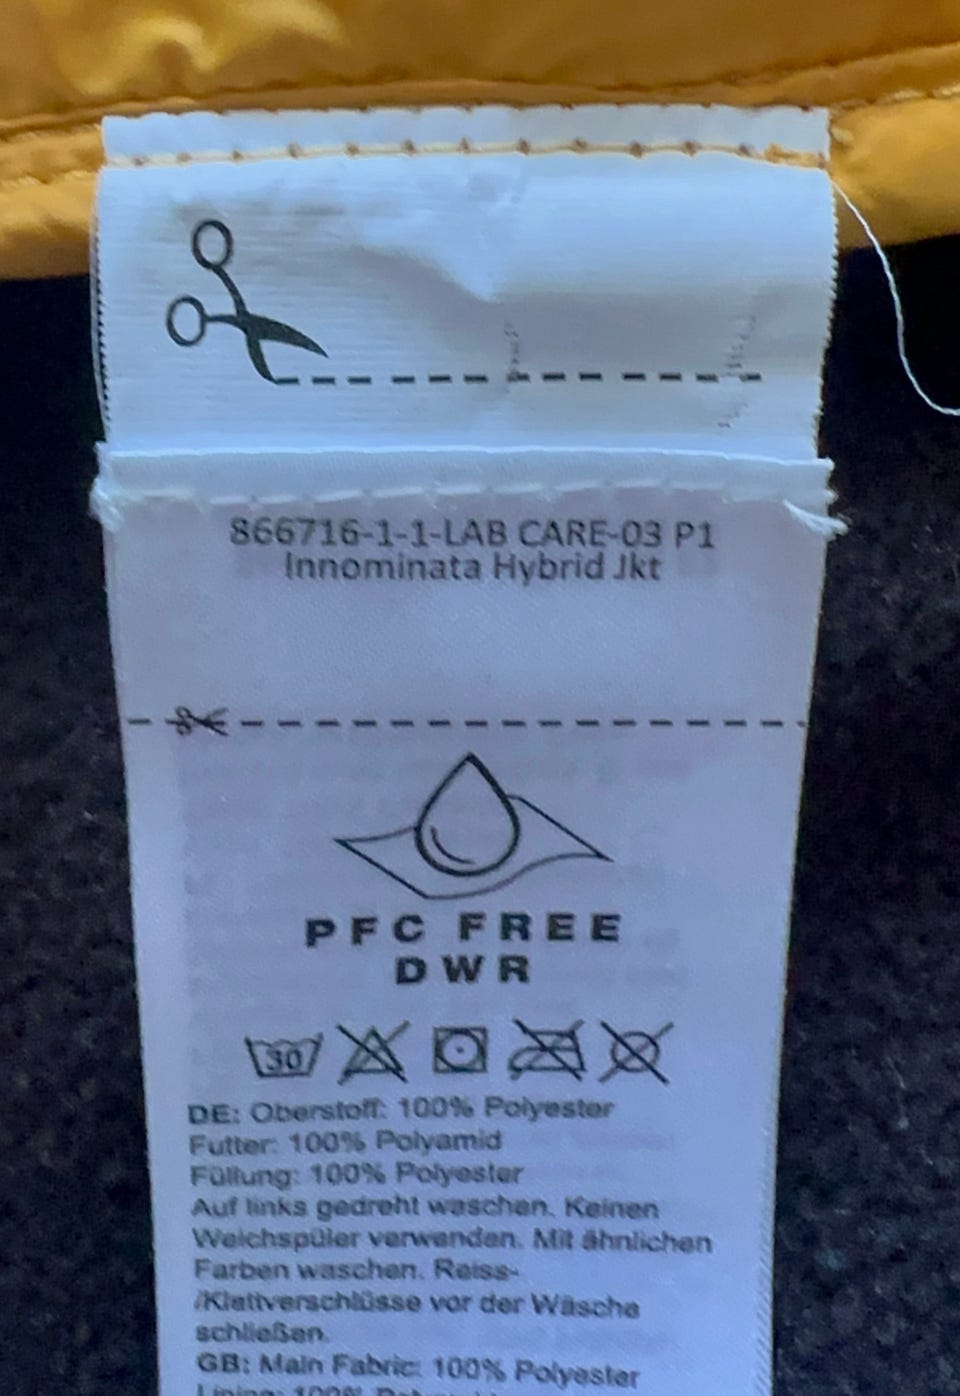 866716-1-1-LAB CARE-03 P1
Innominata Hybrid Jkt
PFC FREE
DWR
30
DE: Oberstoff: 100% Polyester
Futter: 100% Polyamid
Füllung: 100% Polyester
Auf links gedreht waschen. Keinen
Weichspüler verwenden. Mit ähnlichen
Farben waschen. Reiss-
/Klettverschlüsse vor der Wäsche
schließen.
GB: Main Fabric: 100% Polyester
Lining: 100%